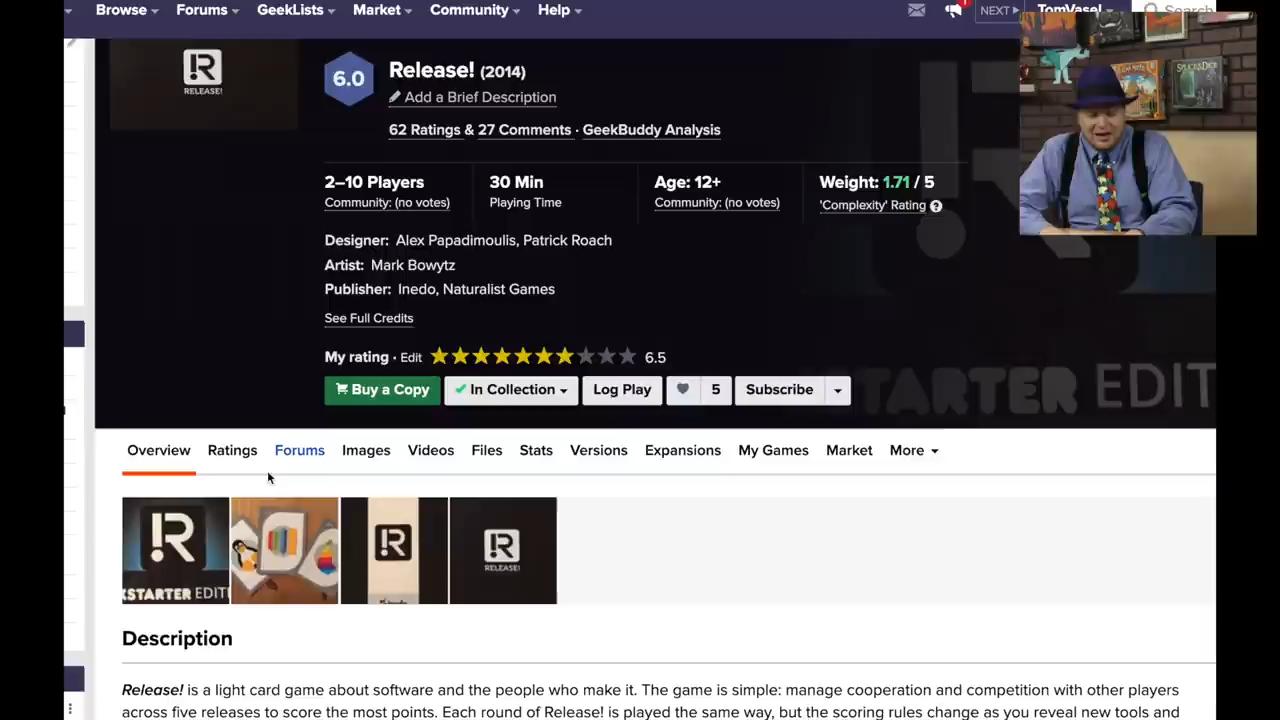 Browse Forums GeekLists Market Community Help NEXT TomVasel Search
1
!R
RELEASE!
6.0
Release! (2014)
Add a Brief Description
62 Ratings & 27 Comments · GeekBuddy Analysis
2–10 Players
Community: (no votes)
30 Min
Playing Time
Age: 12+
Community: (no votes)
Weight: 1.71 / 5
'Complexity' Rating ?
Designer: Alex Papadimoulis, Patrick Roach
Artist: Mark Bowytz
Publisher: Inedo, Naturalist Games
See Full Credits
My rating · Edit 6.5
Buy a Copy In Collection Log Play 5 Subscribe
STARTER EDIT
Overview Ratings Forums Images Videos Files Stats Versions Expansions My Games Market More
!R
KSTARTER EDITI
!R
!R
RELEASE!
Description
Release! is a light card game about software and the people who make it. The game is simple: manage cooperation and competition with other players
across five releases to score the most points. Each round of Release! is played the same way, but the scoring rules change as you reveal new tools and